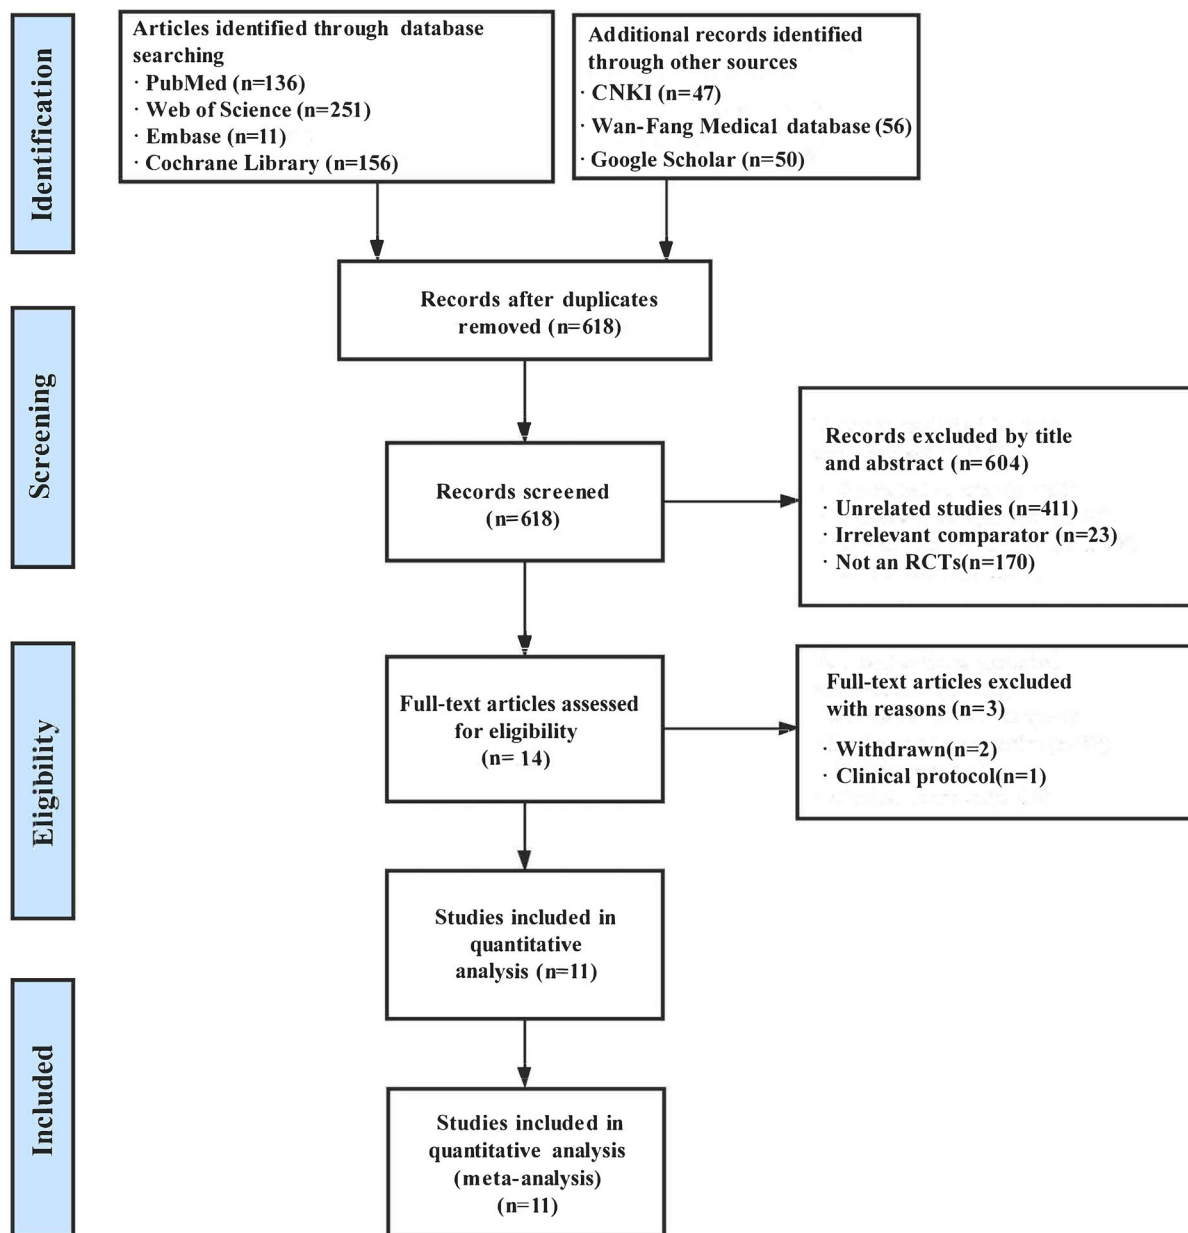 Identification
Articles identified through database
searching
· PubMed (n=136)
· Web of Science (n=251)
· Embase (n=11)
· Cochrane Library (n=156)
Additional records identified
through other sources
· CNKI (n=47)
· Wan-Fang Medical database (56)
· Google Scholar (n=50)
Records after duplicates
removed (n=618)
Screening
Records screened
(n=618)
Records excluded by title
and abstract (n=604)
· Unrelated studies (n=411)
· Irrelevant comparator (n=23)
· Not an RCTs(n=170)
Eligibility
Full-text articles assessed
for eligibility
(n= 14)
Full-text articles excluded
with reasons (n=3)
· Withdrawn(n=2)
· Clinical protocol(n=1)
Studies included in
quantitative
analysis (n=11)
Included
Studies included in
quantitative analysis
(meta-analysis)
(n=11)